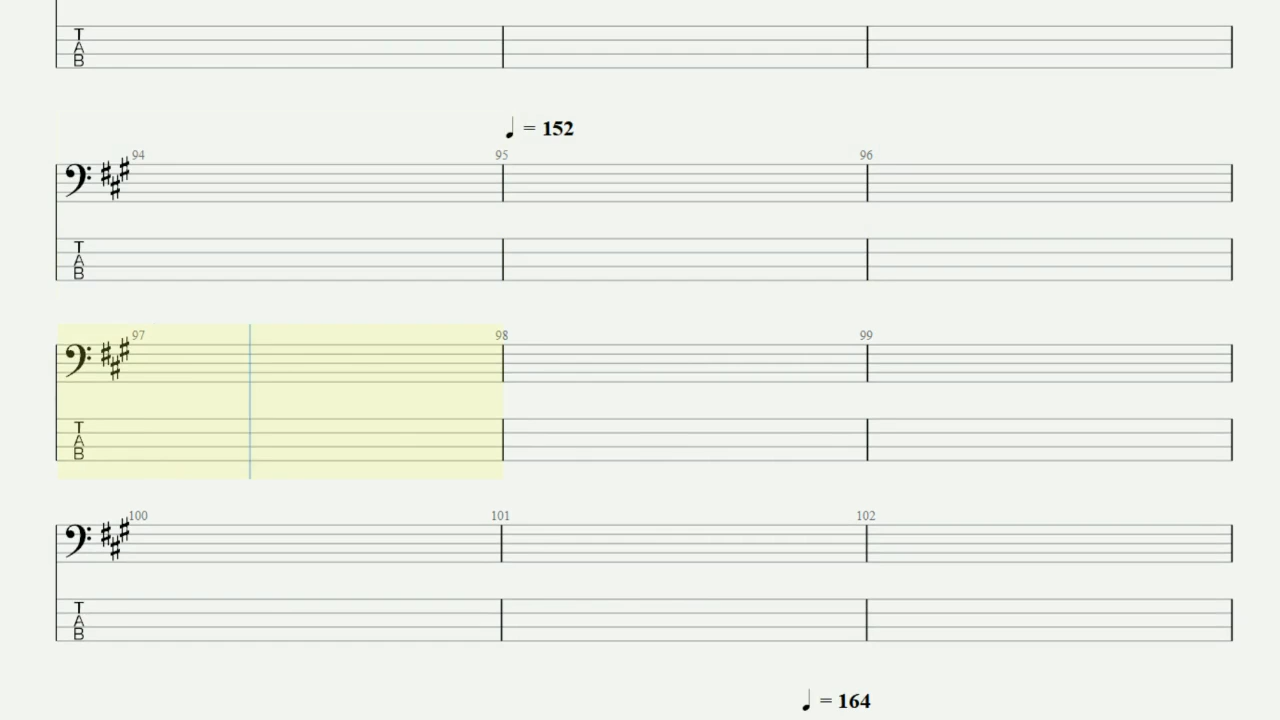 T
A
B
♩ = 152
94 95 96
T
A
B
97 98 99
T
A
B
100 101 102
T
A
B
♩ = 164